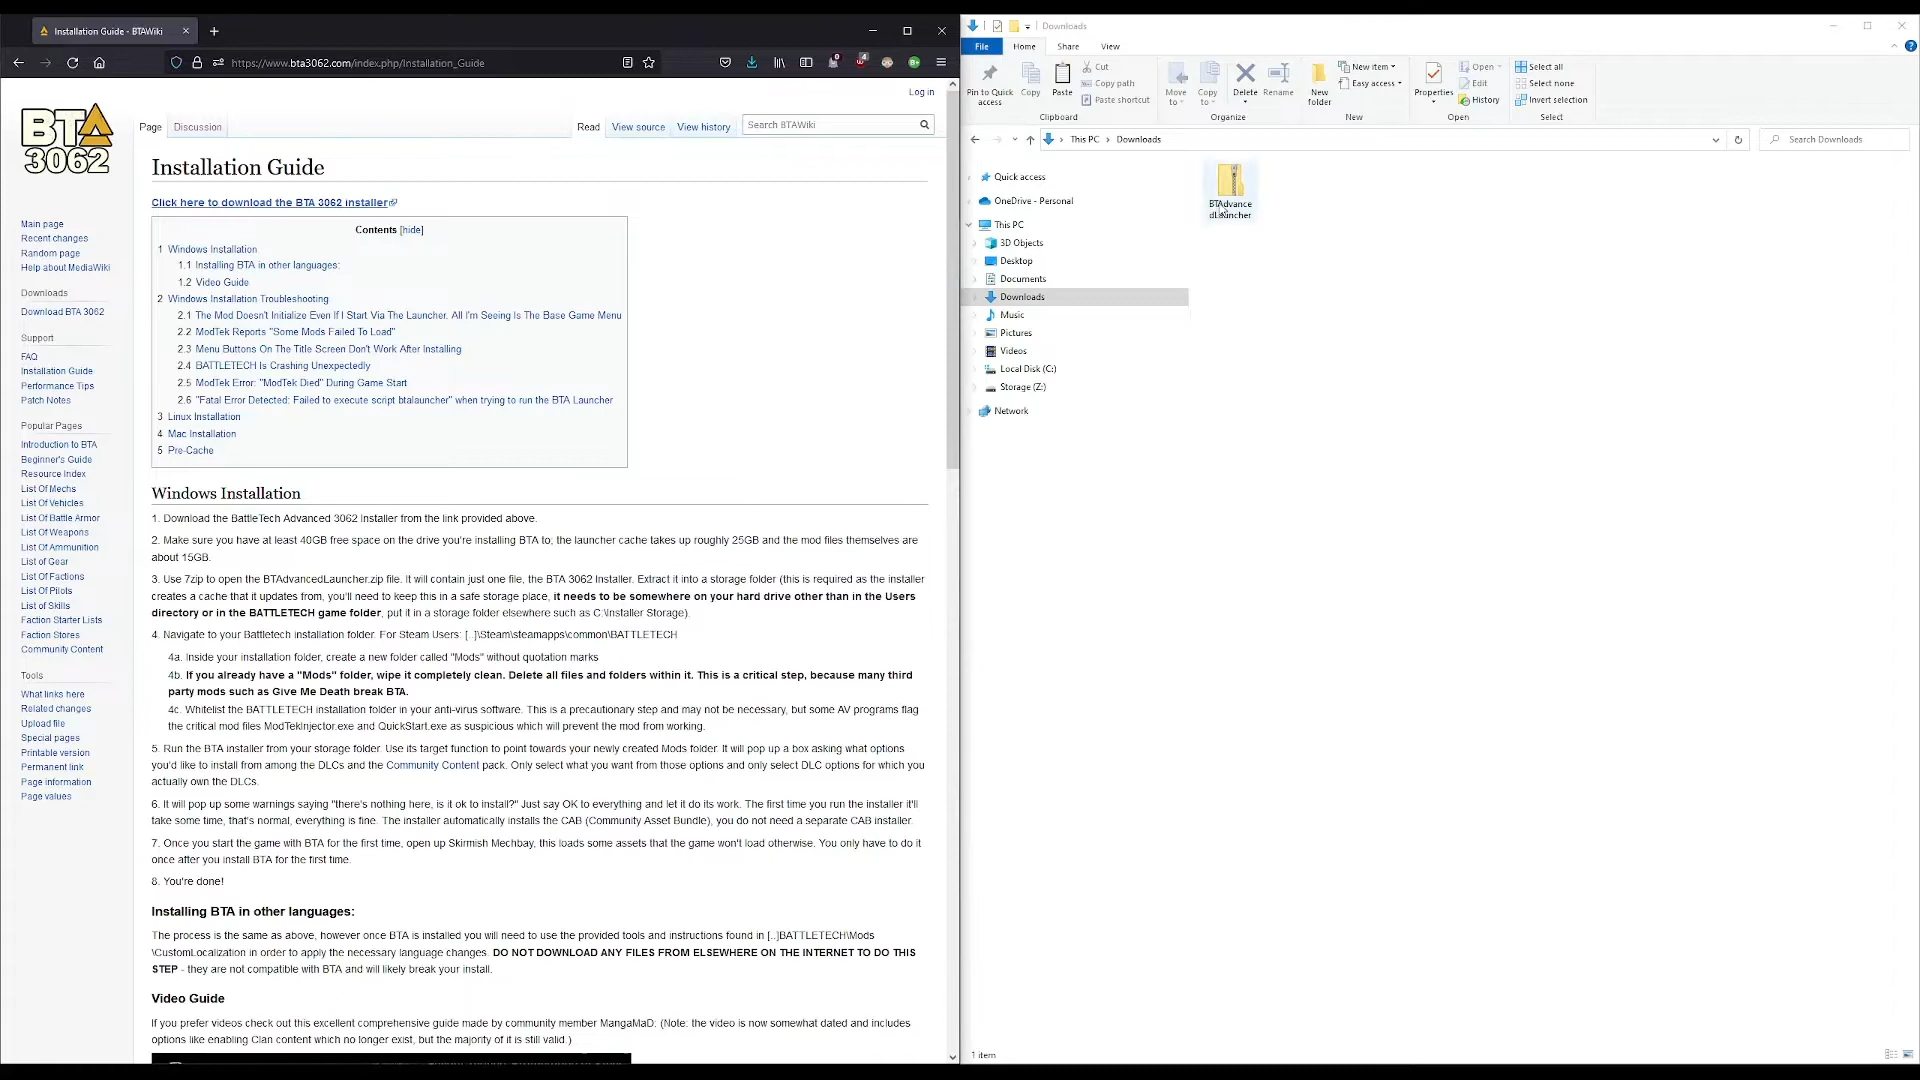 Installation Guide - BTAWiki
https://www.bta3062.com/index.php/Installation_Guide
Log in
BTA
3062
Page
Discussion
Read
View source
View history
Search BTAWiki
Main page
Recent changes
Random page
Help about MediaWiki
Downloads
Download BTA 3062
Support
FAQ
Installation Guide
Performance Tips
Patch Notes
Popular Pages
Introduction to BTA
Beginner's Guide
Resource Index
List Of Mechs
List Of Vehicles
List Of Battle Armor
List Of Weapons
List Of Ammunition
List of Gear
List Of Factions
List Of Pilots
List of Skills
Faction Starter Lists
Faction Stores
Community Content
Tools
What links here
Related changes
Upload file
Special pages
Printable version
Permanent link
Page information
Page values
Installation Guide
Click here to download the BTA 3062 installer
Contents [hide]
1 Windows Installation
1.1 Installing BTA in other languages:
1.2 Video Guide
2 Windows Installation Troubleshooting
2.1 The Mod Doesn't Initialize Even If I Start Via The Launcher. All I'm Seeing Is The Base Game Menu
2.2 ModTek Reports "Some Mods Failed To Load"
2.3 Menu Buttons On The Title Screen Don't Work After Installing
2.4 BATTLETECH Is Crashing Unexpectedly
2.5 ModTek Error: "ModTek Died" During Game Start
2.6 "Fatal Error Detected: Failed to execute script btalauncher" when trying to run the BTA Launcher
3 Linux Installation
4 Mac Installation
5 Pre-Cache
Windows Installation
1. Download the BattleTech Advanced 3062 Installer from the link provided above.
2. Make sure you have at least 40GB free space on the drive you're installing BTA to; the launcher cache takes up roughly 25GB and the mod files themselves are
about 15GB.
3. Use 7zip to open the BTAdvancedLauncher.zip file. It will contain just one file, the BTA 3062 Installer. Extract it into a storage folder (this is required as the installer
creates a cache that it updates from, you'll need to keep this in a safe storage place, it needs to be somewhere on your hard drive other than in the Users
directory or in the BATTLETECH game folder, put it in a storage folder elsewhere such as C:\Installer Storage).
4. Navigate to your Battletech installation folder. For Steam Users: [..]\Steam\steamapps\common\BATTLETECH
4a. Inside your installation folder, create a new folder called "Mods" without quotation marks
4b. If you already have a "Mods" folder, wipe it completely clean. Delete all files and folders within it. This is a critical step, because many third
party mods such as Give Me Death break BTA.
4c. Whitelist the BATTLETECH installation folder in your anti-virus software. This is a precautionary step and may not be necessary, but some AV programs flag
the critical mod files ModTekInjector.exe and QuickStart.exe as suspicious which will prevent the mod from working.
5. Run the BTA installer from your storage folder. Use its target function to point towards your newly created Mods folder. It will pop up a box asking what options
you'd like to install from among the DLCs and the Community Content pack. Only select what you want from those options and only select DLC options for which you
actually own the DLCs.
6. It will pop up some warnings saying "there's nothing here, is it ok to install?" Just say OK to everything and let it do its work. The first time you run the installer it'll
take some time, that's normal, everything is fine. The installer automatically installs the CAB (Community Asset Bundle), you do not need a separate CAB installer.
7. Once you start the game with BTA for the first time, open up Skirmish Mechbay, this loads some assets that the game won't load otherwise. You only have to do it
once after you install BTA for the first time.
8. You're done!
Installing BTA in other languages:
The process is the same as above, however once BTA is installed you will need to use the provided tools and instructions found in [..]BATTLETECH\Mods
\CustomLocalization in order to apply the necessary language changes. DO NOT DOWNLOAD ANY FILES FROM ELSEWHERE ON THE INTERNET TO DO THIS
STEP - they are not compatible with BTA and will likely break your install.
Video Guide
If you prefer videos check out this excellent comprehensive guide made by community member MangaMaD: (Note: the video is now somewhat dated and includes
options like enabling Clan content which no longer exist, but the majority of it is still valid.)
Downloads
File
Home
Share
View
Pin to Quick
access
Copy
Paste
Cut
Copy path
Paste shortcut
Clipboard
Move
to
Copy
to
Delete
Rename
Organize
New
folder
New item
Easy access
New
Properties
Open
Edit
History
Open
Select all
Select none
Invert selection
Select
This PC
Downloads
Search Downloads
Quick access
OneDrive - Personal
This PC
3D Objects
Desktop
Documents
Downloads
Music
Pictures
Videos
Local Disk (C:)
Storage (Z:)
Network
BTAdvance
dLauncher
1 item